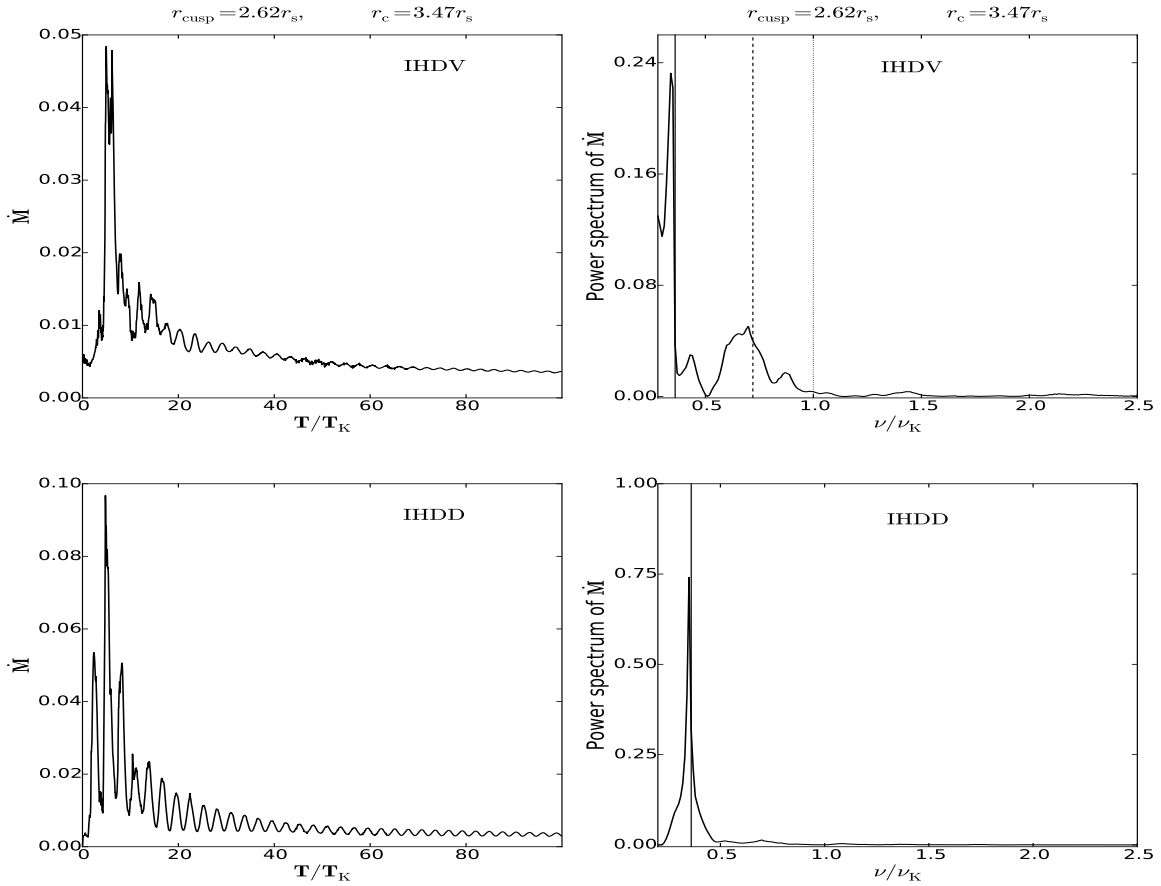 r_cusp=2.62r_s, r_c=3.47r_s
r_cusp=2.62r_s, r_c=3.47r_s
0.05
0.04
0.03
0.02
0.01
0.00
Ṁ
IHDV
0 20 40 60 80
T/T_K
0.24
0.16
0.08
0.00
Power spectrum of Ṁ
IHDV
0.5 1.0 1.5 2.0 2.5
ν/ν_K
0.10
0.08
0.06
0.04
0.02
0.00
Ṁ
IHDD
0 20 40 60 80
T/T_K
1.00
0.75
0.50
0.25
0.00
Power spectrum of Ṁ
IHDD
0.5 1.0 1.5 2.0 2.5
ν/ν_K